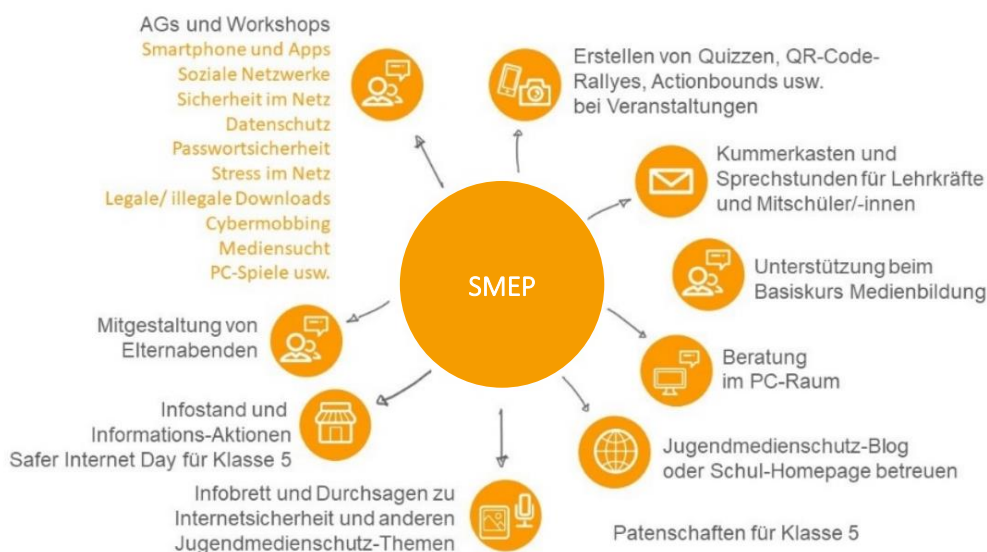 AGs und Workshops
Smartphone und Apps
Soziale Netzwerke
Sicherheit im Netz
Datenschutz
Passwortsicherheit
Stress im Netz
Legale/ illegale Downloads
Cybermobbing
Mediensucht
PC-Spiele usw.
Erstellen von Quizzen, QR-Code-
Rallyes, Actionbounds usw.
bei Veranstaltungen
Kummerkasten und
Sprechstunden für Lehrkräfte
und Mitschüler/-innen
SMEP
Unterstützung beim
Basiskurs Medienbildung
Mitgestaltung von
Elternabenden
Beratung
im PC-Raum
Infostand und
Informations-Aktionen
Safer Internet Day für Klasse 5
Jugendmedienschutz-Blog
oder Schul-Homepage betreuen
Infobrett und Durchsagen zu
Internetsicherheit und anderen
Jugendmedienschutz-Themen
Patenschaften für Klasse 5